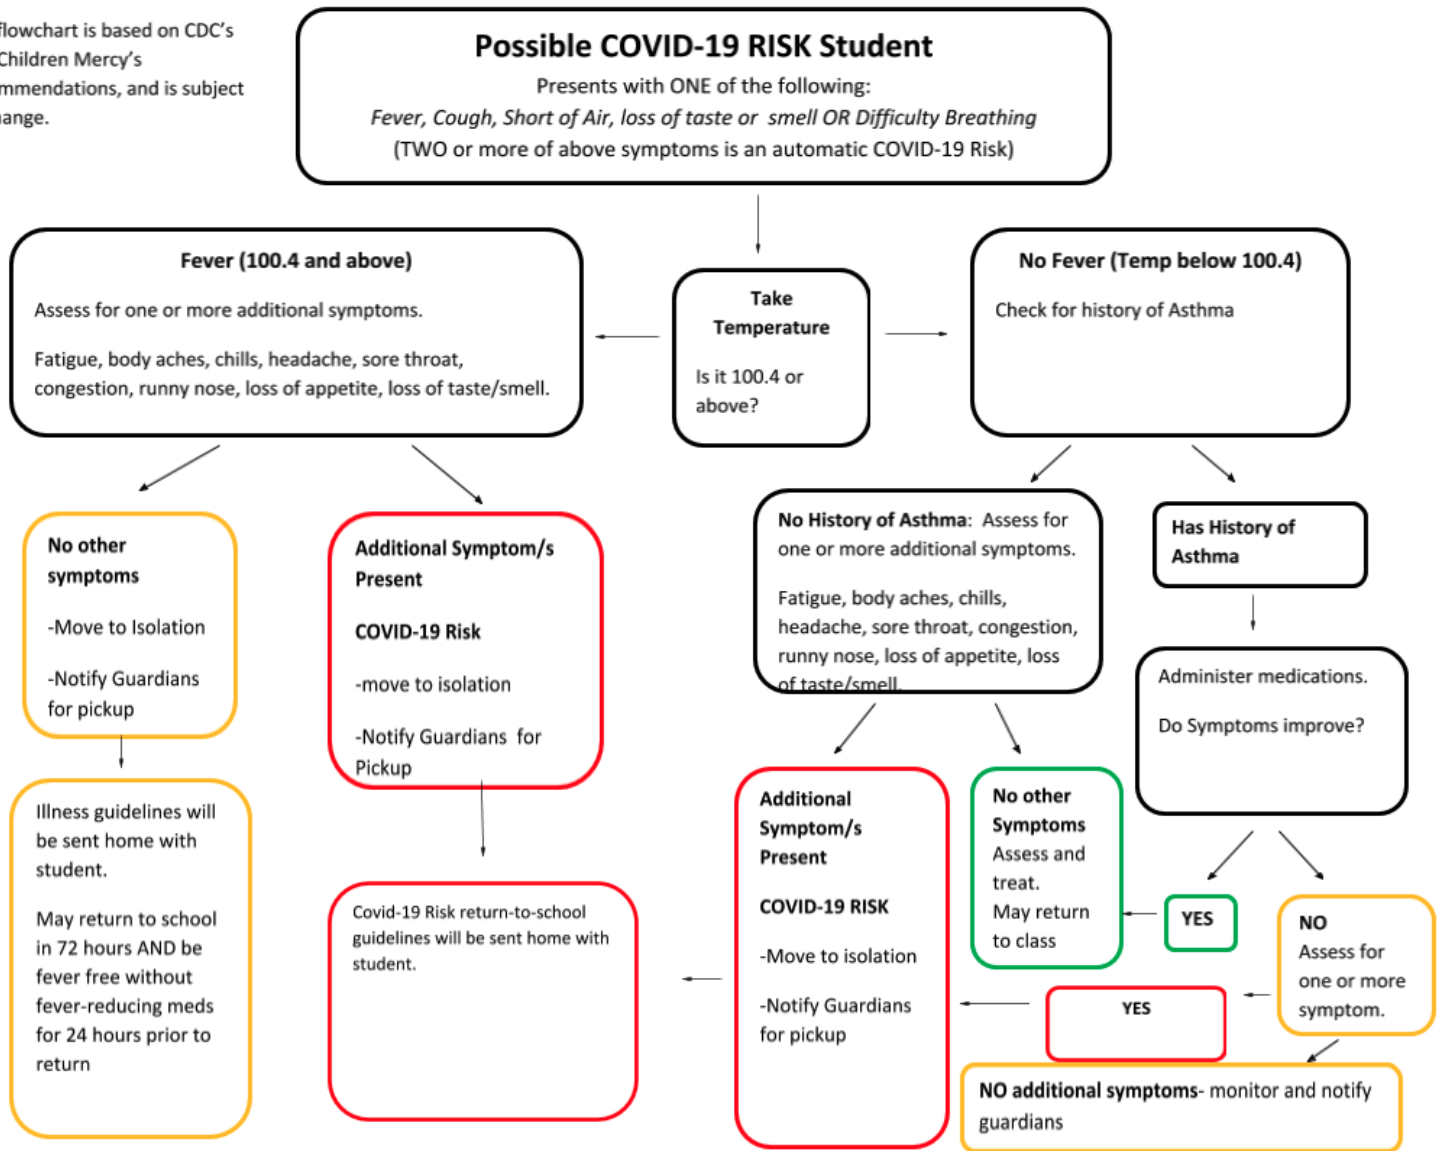 flowchart is based on CDC's
Children Mercy's
mmendations, and is subject
ange.
Possible COVID-19 RISK Student
Presents with ONE of the following:
Fever, Cough, Short of Air, loss of taste or smell OR Difficulty Breathing
(TWO or more of above symptoms is an automatic COVID-19 Risk)
Fever (100.4 and above)
Assess for one or more additional symptoms.
Fatigue, body aches, chills, headache, sore throat,
congestion, runny nose, loss of appetite, loss of taste/smell.
Take
Temperature
Is it 100.4 or
above?
No Fever (Temp below 100.4)
Check for history of Asthma
No other
symptoms
-Move to Isolation
-Notify Guardians
for pickup
Additional Symptom/s
Present
COVID-19 Risk
-move to isolation
-Notify Guardians for
Pickup
No History of Asthma: Assess for
one or more additional symptoms.
Fatigue, body aches, chills,
headache, sore throat, congestion,
runny nose, loss of appetite, loss
of taste/smell.
Has History of
Asthma
Administer medications.
Do Symptoms improve?
Illness guidelines will
be sent home with
student.
May return to school
in 72 hours AND be
fever free without
fever-reducing meds
for 24 hours prior to
return
Covid-19 Risk return-to-school
guidelines will be sent home with
student.
Additional
Symptom/s
Present
COVID-19 RISK
-Move to isolation
-Notify Guardians
for pickup
No other
Symptoms
Assess and
treat.
May return
to class
YES
NO
Assess for
one or more
symptom.
YES
NO additional symptoms- monitor and notify
guardians